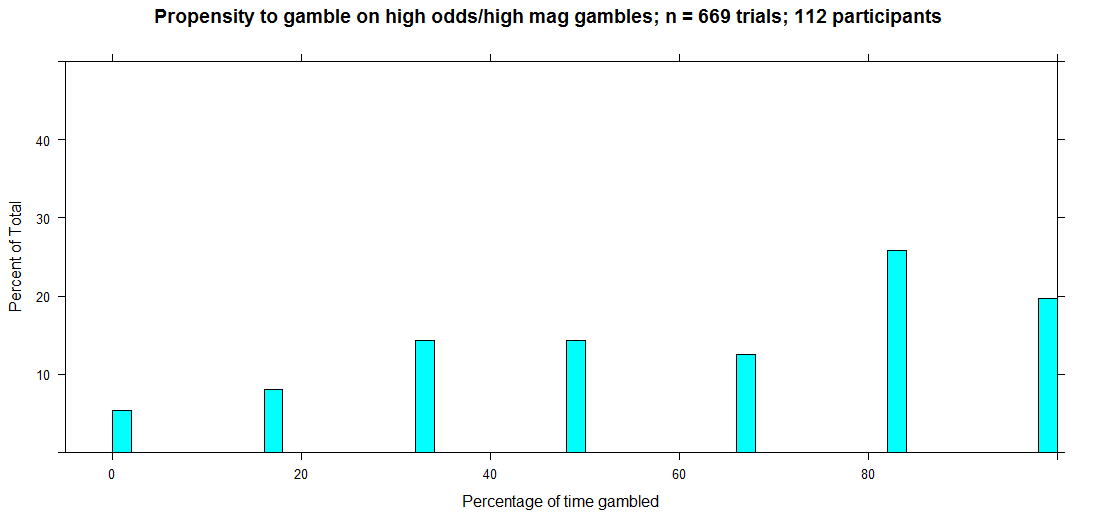 Propensity to gamble on high odds/high mag gambles; n = 669 trials; 112 participants
Percent of Total
40
30
20
10
0 20 40 60 80
Percentage of time gambled